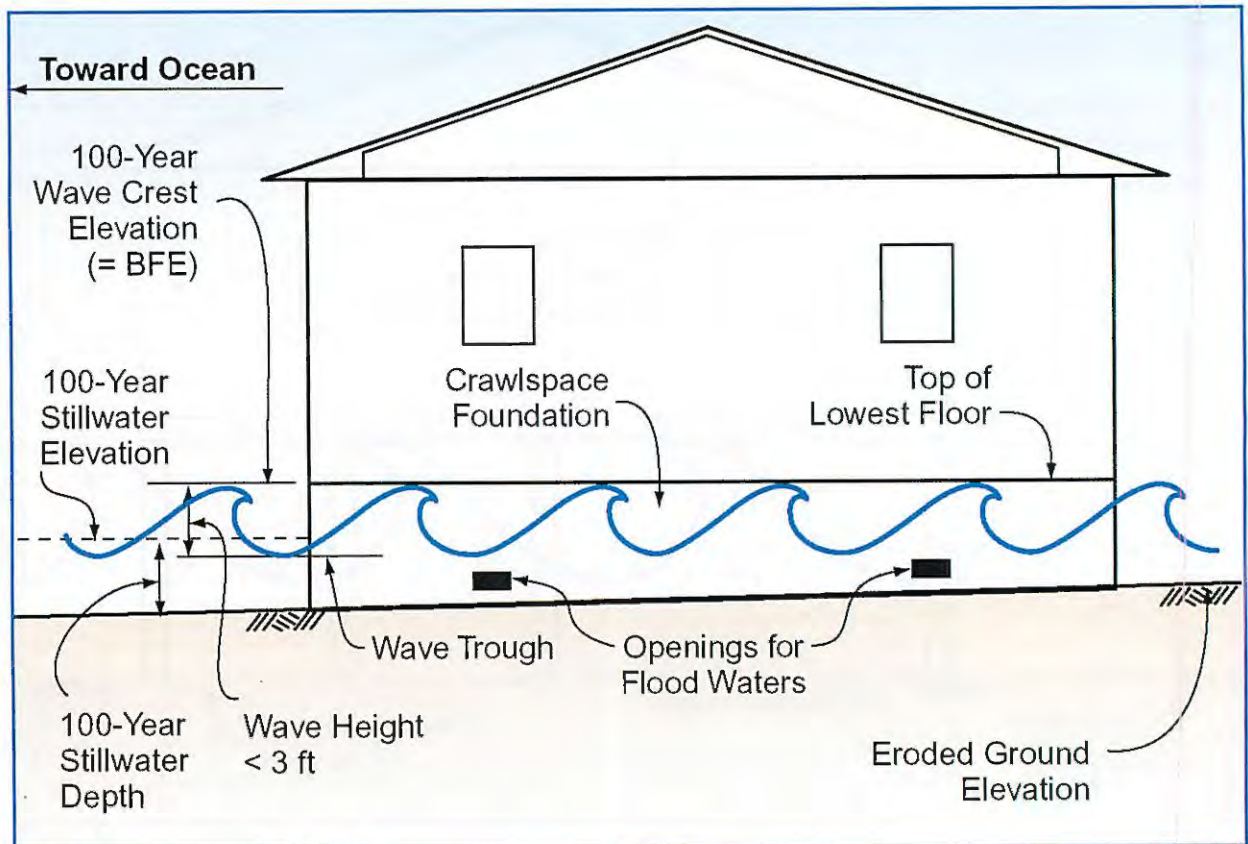 Toward Ocean
100-Year
Wave Crest
Elevation
(= BFE)
100-Year
Stillwater
Elevation
Crawlspace
Foundation
Top of
Lowest Floor
Wave Trough
Openings for
Flood Waters
100-Year
Stillwater
Depth
Wave Height
< 3 ft
Eroded Ground
Elevation